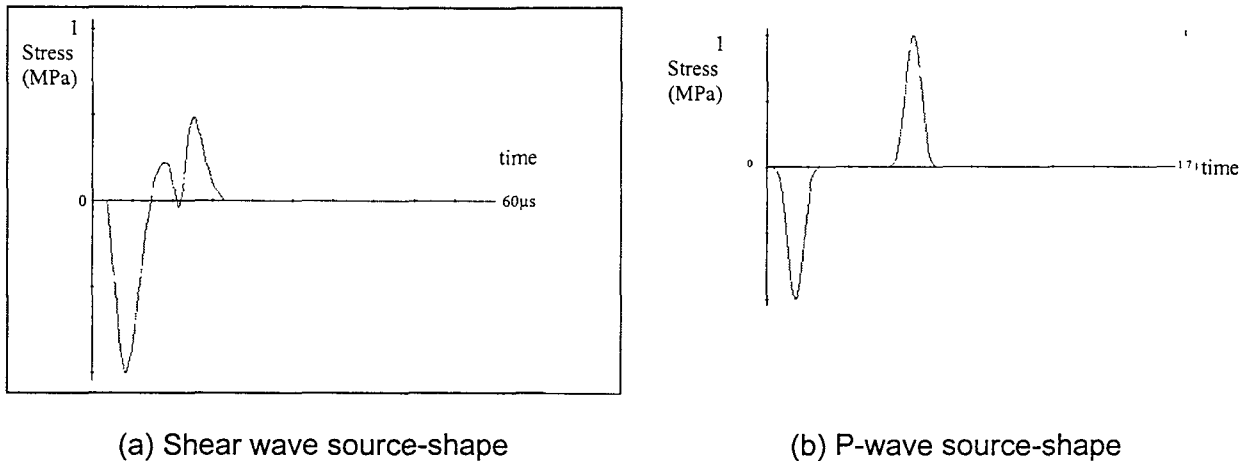 1
Stress
(MPa)
time
0
60μs
(a) Shear wave source-shape
1
Stress
(MPa)
0
time
(b) P-wave source-shape